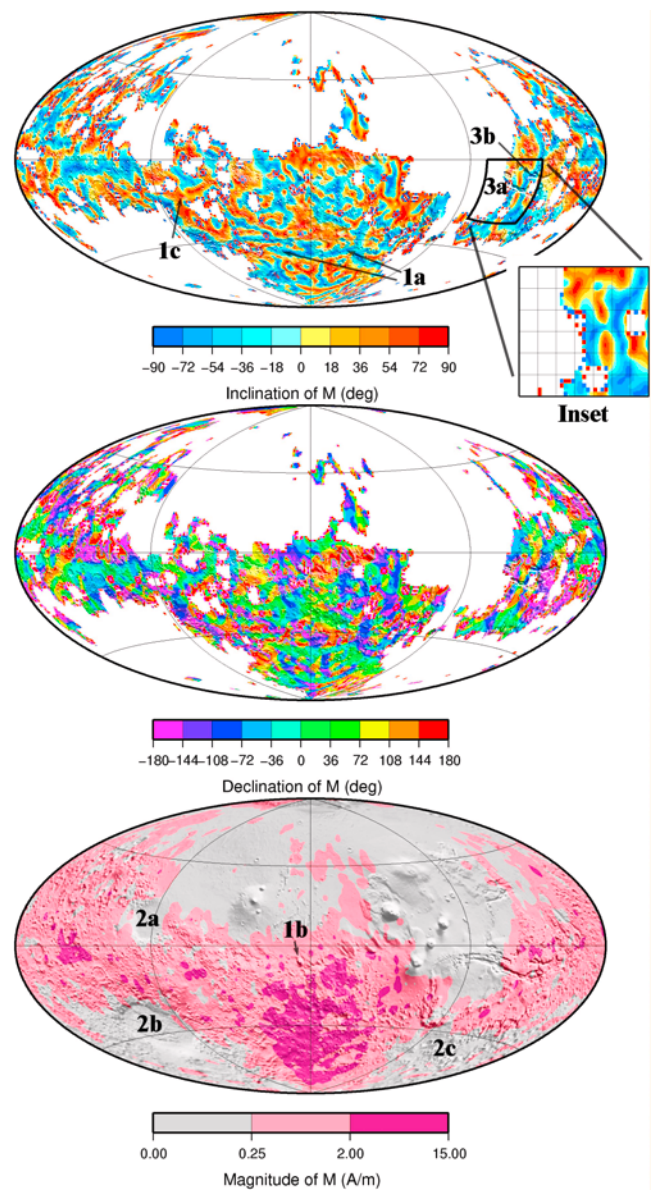 3b
3a
1c
1a
−90 −72 −54 −36 −18 0 18 36 54 72 90
Inclination of M (deg)
Inset
−180 −144 −108 −72 −36 0 36 72 108 144 180
Declination of M (deg)
2a
1b
2b
2c
0.00 0.25 2.00 15.00
Magnitude of M (A/m)